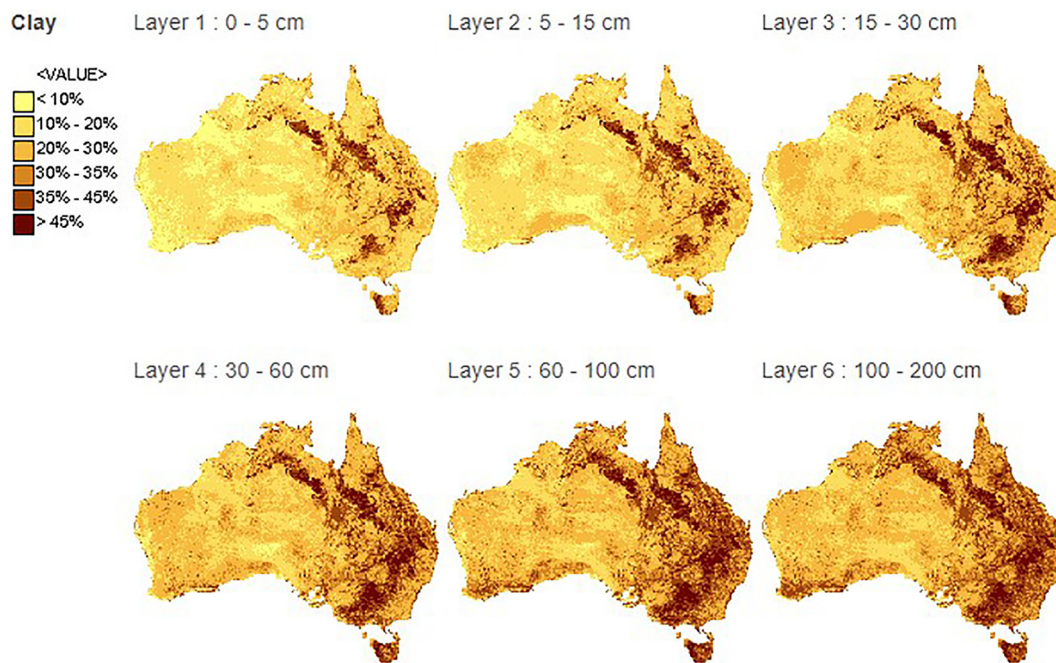 Clay
<VALUE>
< 10%
10% - 20%
20% - 30%
30% - 35%
35% - 45%
> 45%
Layer 1 : 0 - 5 cm
Layer 2 : 5 - 15 cm
Layer 3 : 15 - 30 cm
Layer 4 : 30 - 60 cm
Layer 5 : 60 - 100 cm
Layer 6 : 100 - 200 cm